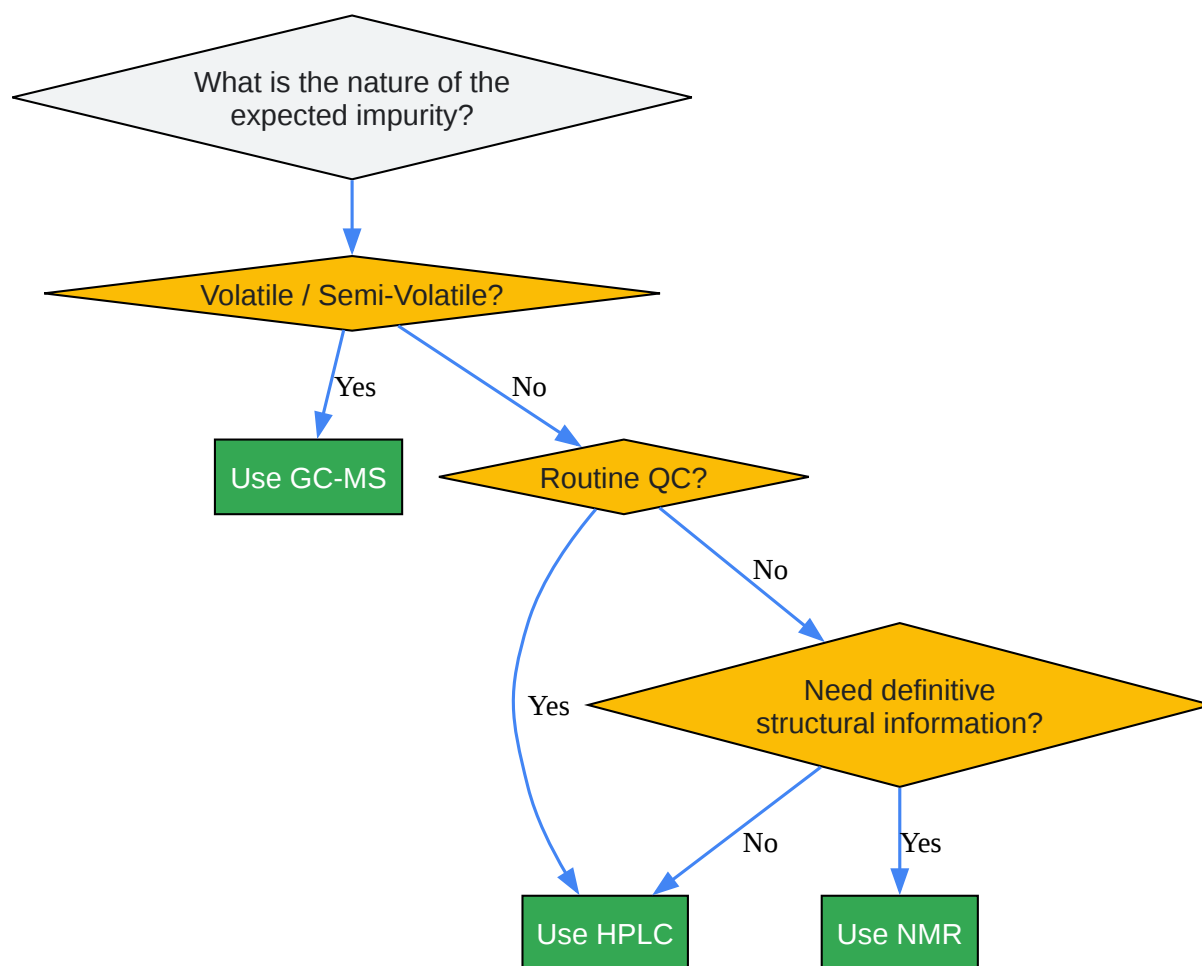 What is the nature of the
expected impurity?
Volatile / Semi-Volatile?
Yes
No
Use GC-MS
Routine QC?
No
Yes
Need definitive
structural information?
No
Yes
Use HPLC
Use NMR